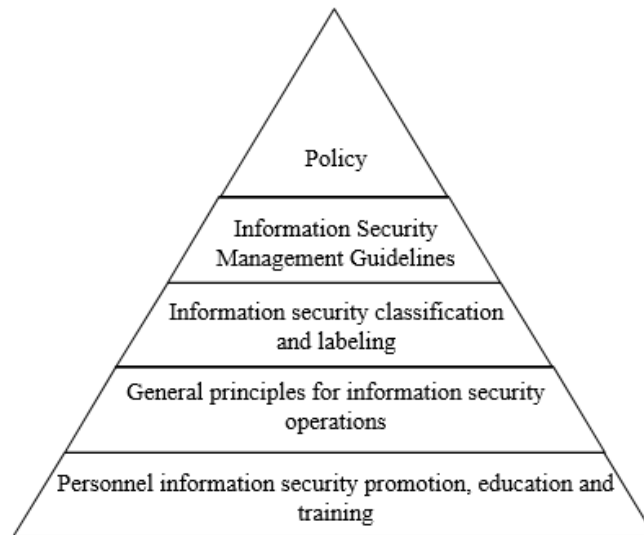 Policy
Information Security
Management Guidelines
Information security classification
and labeling
General principles for information security
operations
Personnel information security promotion, education and
training